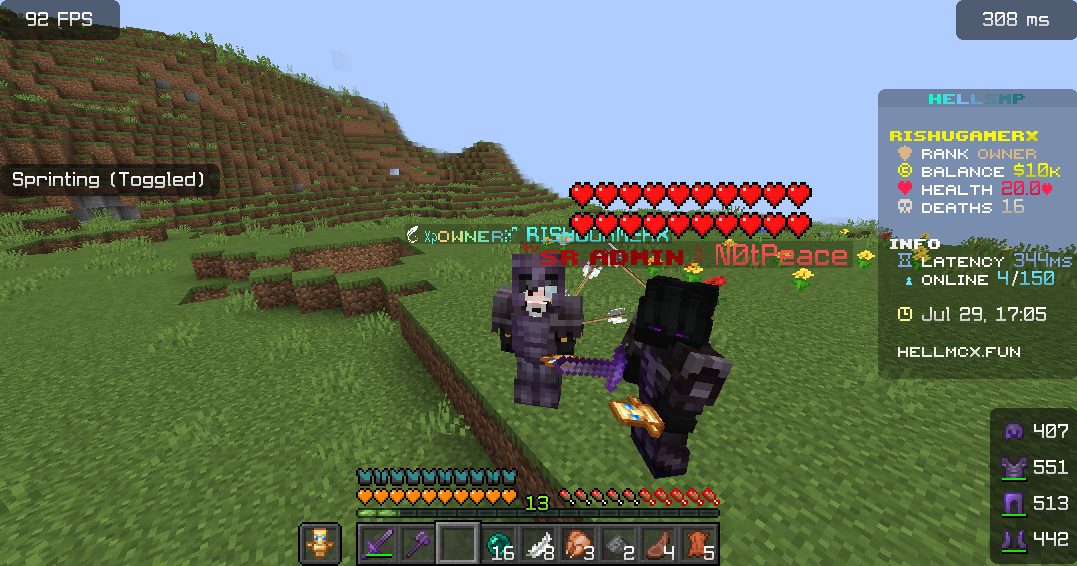 92 FPS
308 ms
HELLSMP
RISHUGAMERX
RANK OWNER
BALANCE $10K
HEALTH 20.0
DEATHS 16
Sprinting (Toggled)
OWNER
SR.ADMIN N0tPeace
INFO
LATENCY 344MS
ONLINE 4/150
Jul 29, 17:05
HELLMCX.FUN
407
551
513
442
13
16
8
3
2
4
5